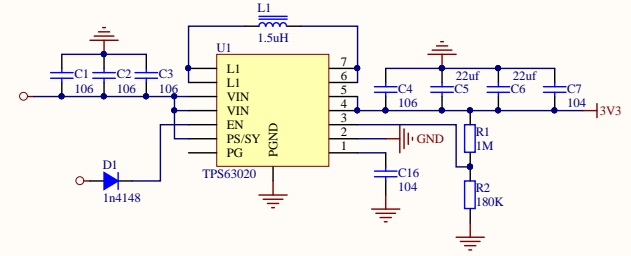 L1
1.5uH
U1
L1
L1
VIN
VIN
EN
PS/SY
PG
PGND
7
6
5
4
3
2
1
TPS63020
C1
106
C2
106
C3
106
D1
1n4148
C4
106
22uf
C5
22uf
C6
C7
104
3V3
GND
R1
1M
C16
104
R2
180K